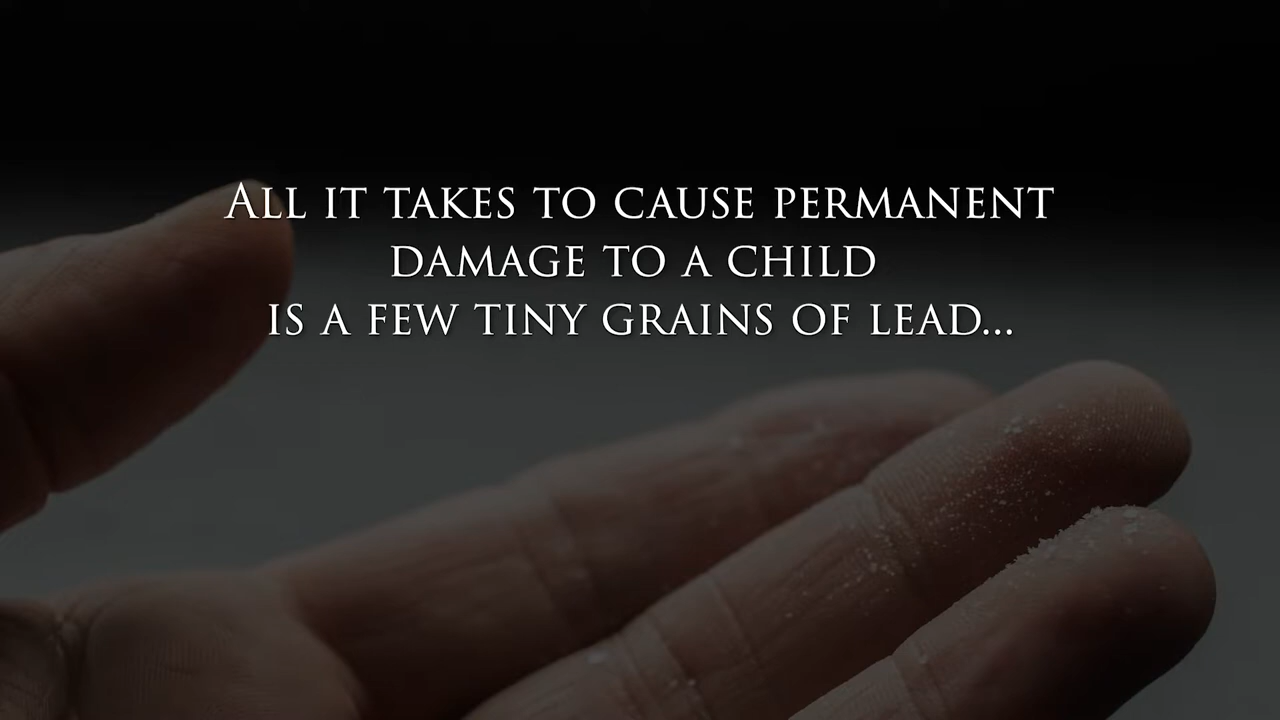 All it takes to cause permanent
damage to a child
is a few tiny grains of lead...